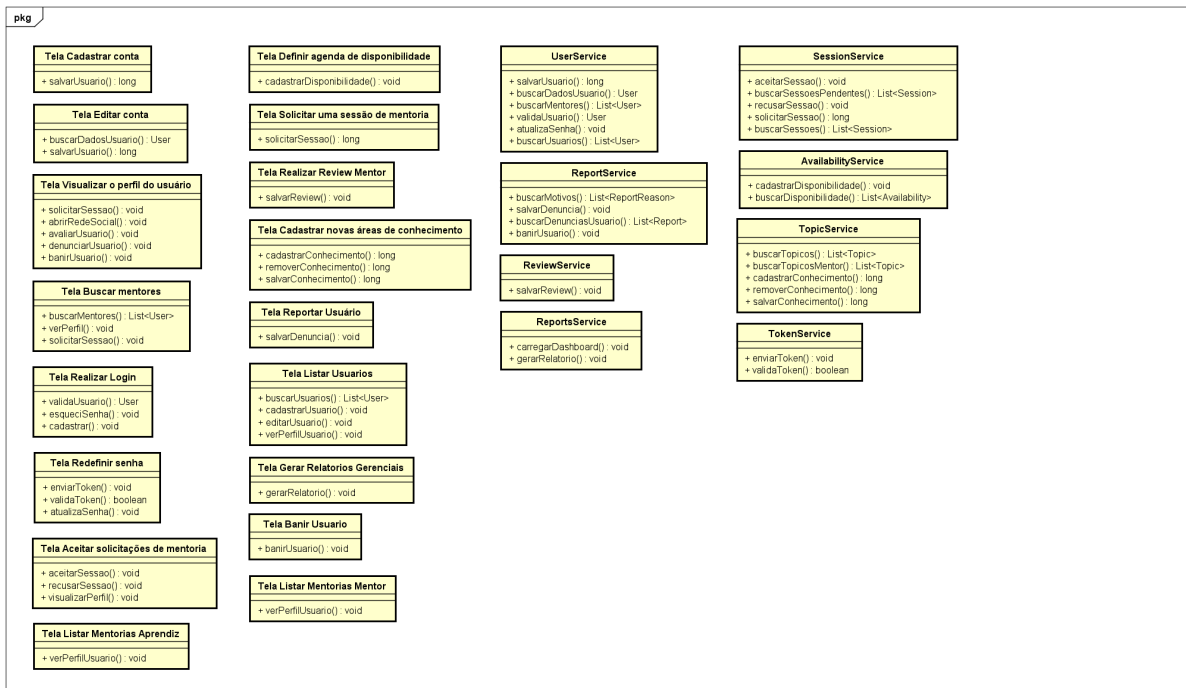 pkg
Tela Cadastrar conta
+ salvarUsuario() : long
Tela Editar conta
+ buscarDadosUsuario() : User
+ salvarUsuario() : long
Tela Visualizar o perfil do usuário
+ solicitarSessao() : void
+ abrirRedeSocial() : void
+ avaliarUsuario() : void
+ denunciarUsuario() : void
+ banirUsuario() : void
Tela Buscar mentores
+ buscarMentores() : List<User>
+ verPerfil() : void
+ solicitarSessao() : void
Tela Realizar Login
+ validaUsuario() : User
+ esqueciSenha() : void
+ cadastrar() : void
Tela Redefinir senha
+ enviarToken() : void
+ validaToken() : boolean
+ atualizaSenha() : void
Tela Aceitar solicitações de mentoria
+ aceitarSessao() : void
+ recusarSessao() : void
+ visualizarPerfil() : void
Tela Listar Mentorias Aprendiz
+ verPerfilUsuario() : void
Tela Definir agenda de disponibilidade
+ cadastrarDisponibilidade() : void
Tela Solicitar uma sessão de mentoria
+ solicitarSessao() : long
Tela Realizar Review Mentor
+ salvarReview() : void
Tela Cadastrar novas áreas de conhecimento
+ cadastrarConhecimento() : long
+ removerConhecimento() : long
+ salvarConhecimento() : long
Tela Reportar Usuário
+ salvarDenuncia() : void
Tela Listar Usuarios
+ buscarUsuarios() : List<User>
+ cadastrarUsuario() : void
+ editarUsuario() : void
+ verPerfilUsuario() : void
Tela Gerar Relatorios Gerenciais
+ gerarRelatorio() : void
Tela Banir Usuario
+ banirUsuario() : void
Tela Listar Mentorias Mentor
+ verPerfilUsuario() : void
UserService
+ salvarUsuario() : long
+ buscarDadosUsuario() : User
+ buscarMentores() : List<User>
+ validaUsuario() : User
+ atualizaSenha() : void
+ buscarUsuarios() : List<User>
ReportService
+ buscarMotivos() : List<ReportReason>
+ salvarDenuncia() : void
+ buscarDenunciasUsuario() : List<Report>
+ banirUsuario() : void
ReviewService
+ salvarReview() : void
ReportsService
+ carregarDashboard() : void
+ gerarRelatorio() : void
SessionService
+ aceitarSessao() : void
+ buscarSessoesPendentes() : List<Session>
+ recusarSessao() : void
+ solicitarSessao() : long
+ buscarSessoes() : List<Session>
AvailabilityService
+ cadastrarDisponibilidade() : void
+ buscarDisponibilidade() : List<Availability>
TopicService
+ buscarTopicos() : List<Topic>
+ buscarTopicosMentor() : List<Topic>
+ cadastrarConhecimento() : long
+ removerConhecimento() : long
+ salvarConhecimento() : long
TokenService
+ enviarToken() : void
+ validaToken() : boolean